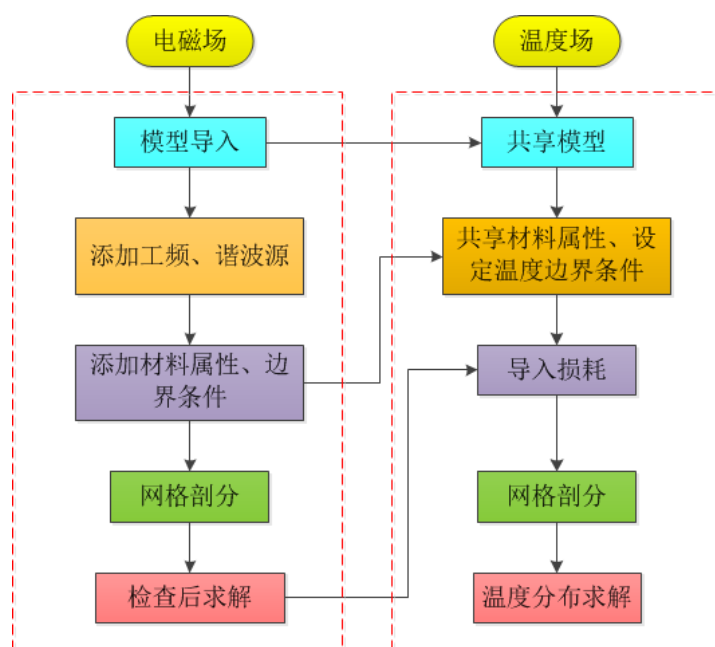 电磁场
温度场
模型导入
共享模型
添加工频、谐波源
共享材料属性、设
定温度边界条件
添加材料属性、边
界条件
导入损耗
网格剖分
网格剖分
检查后求解
温度分布求解